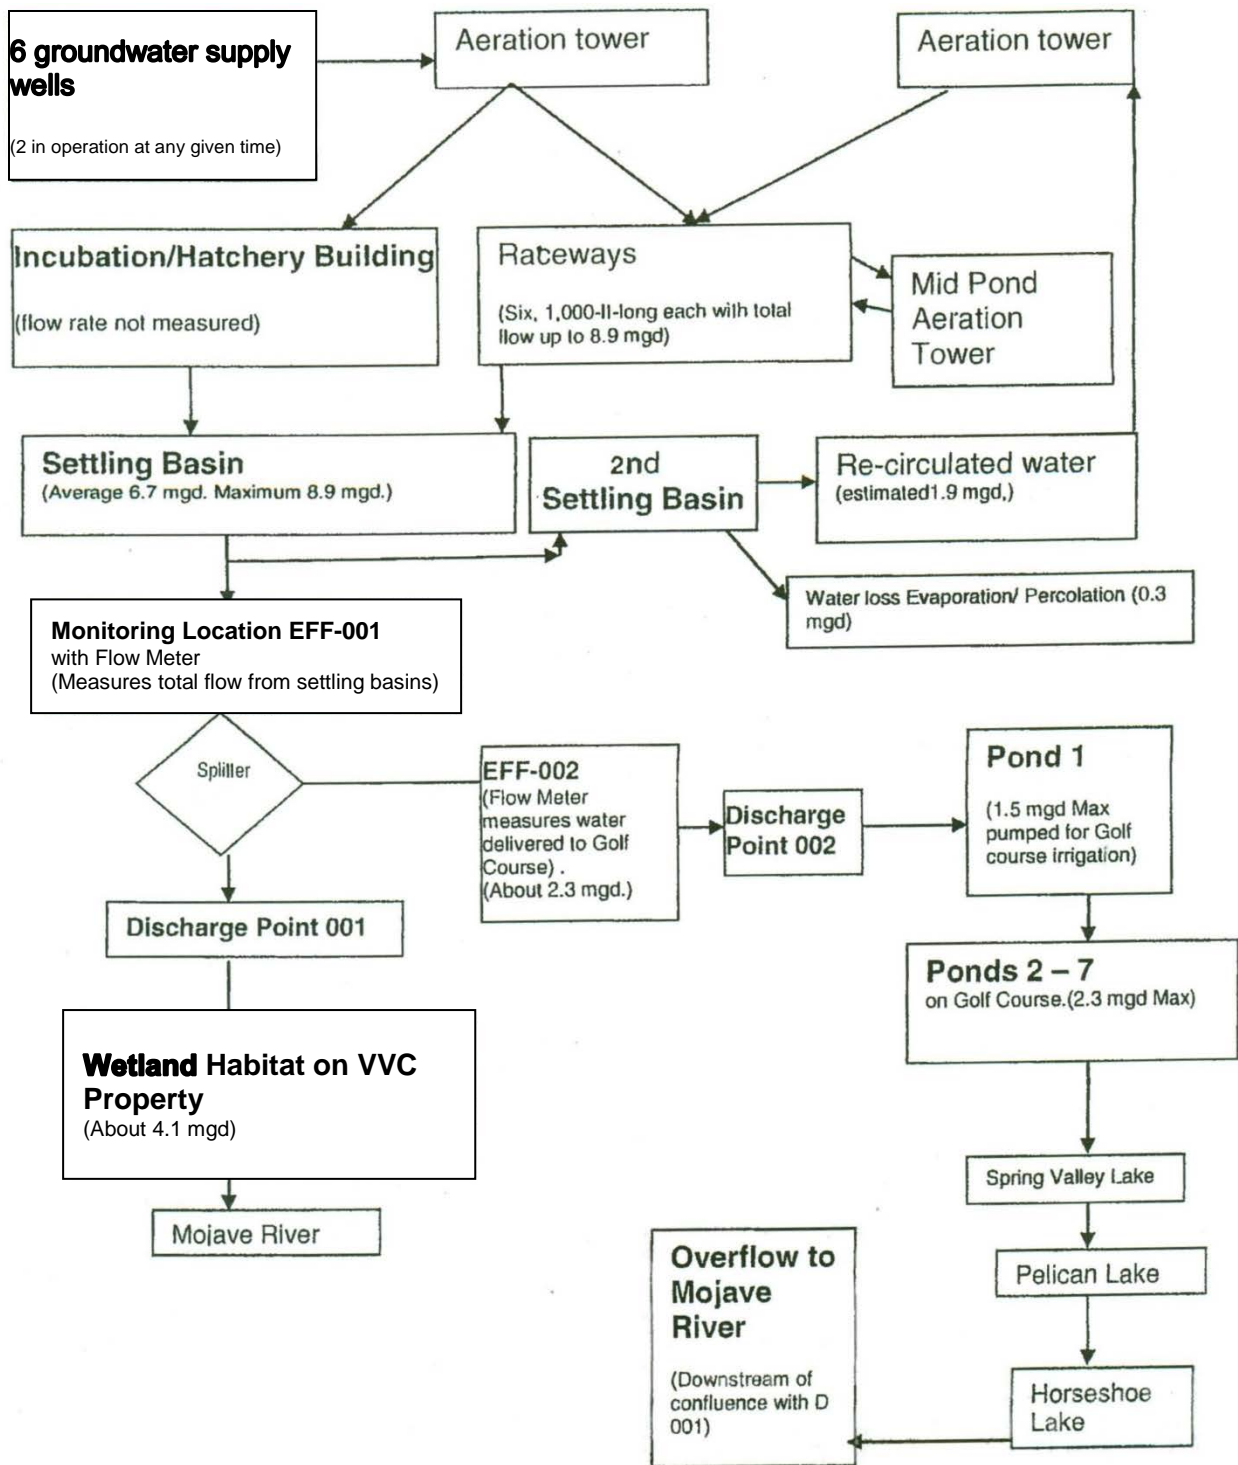 6 groundwater supply
wells
(2 in operation at any given time)
Aeration tower
Aeration tower
Incubation/Hatchery Building
(flow rate not measured)
Raceways
(Six, 1,000-II-long each with total
flow up to 8.9 mgd)
Mid Pond
Aeration
Tower
Settling Basin
(Average 6.7 mgd. Maximum 8.9 mgd.)
2nd
Settling Basin
Re-circulated water
(estimated1.9 mgd,)
Water loss Evaporation/ Percolation (0.3
mgd)
Monitoring Location EFF-001
with Flow Meter
(Measures total flow from settling basins)
Splitter
EFF-002
(Flow Meter
measures water
delivered to Golf
Course) .
(About 2.3 mgd.)
Discharge
Point 002
Pond 1
(1.5 mgd Max
pumped for Golf
course irrigation)
Discharge Point 001
Ponds 2 – 7
on Golf Course.(2.3 mgd Max)
Wetland Habitat on VVC
Property
(About 4.1 mgd)
Mojave River
Spring Valley Lake
Pelican Lake
Horseshoe
Lake
Overflow to
Mojave
River
(Downstream of
confluence with D
001)